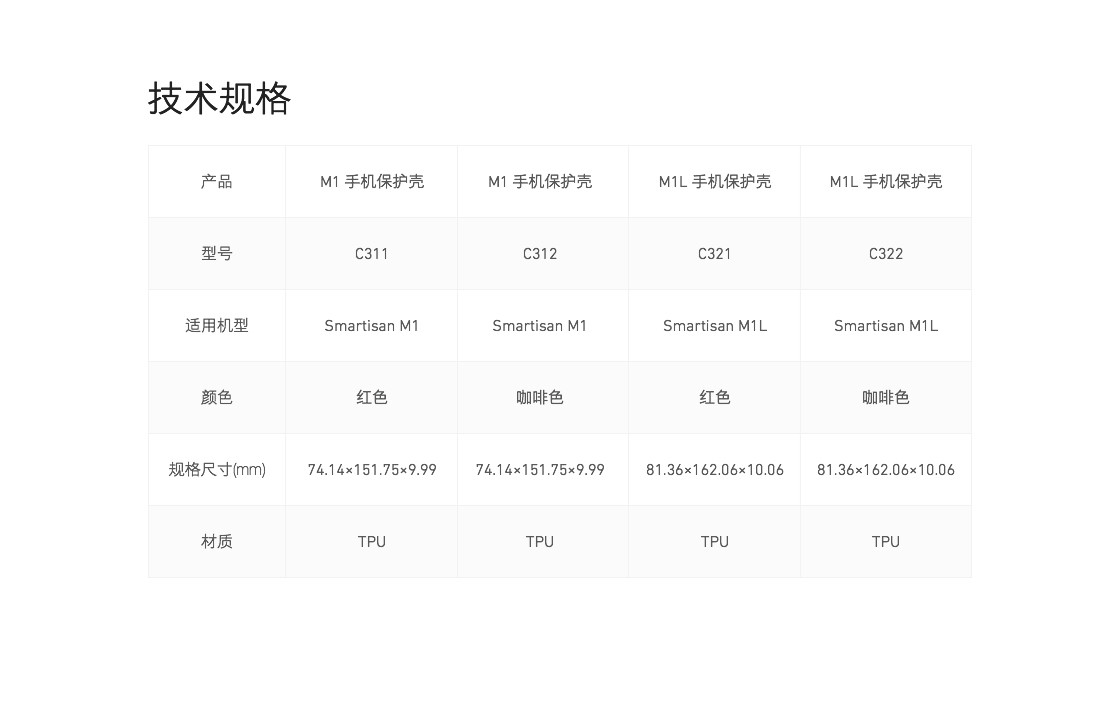 技术规格
产品 M1 手机保护壳 M1 手机保护壳 M1L 手机保护壳 M1L 手机保护壳
型号 C311 C312 C321 C322
适用机型 Smartisan M1 Smartisan M1 Smartisan M1L Smartisan M1L
颜色 红色 咖啡色 红色 咖啡色
规格尺寸(mm) 74.14×151.75×9.99 74.14×151.75×9.99 81.36×162.06×10.06 81.36×162.06×10.06
材质 TPU TPU TPU TPU